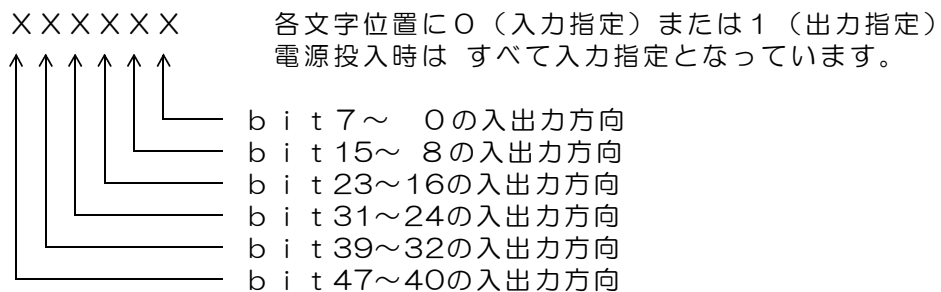 XXXXXX 各文字位置に0（入力指定）または1（出力指定）
電源投入時は すべて入力指定となっています。
bit7～ 0の入出力方向
bit15～ 8の入出力方向
bit23～16の入出力方向
bit31～24の入出力方向
bit39～32の入出力方向
bit47～40の入出力方向